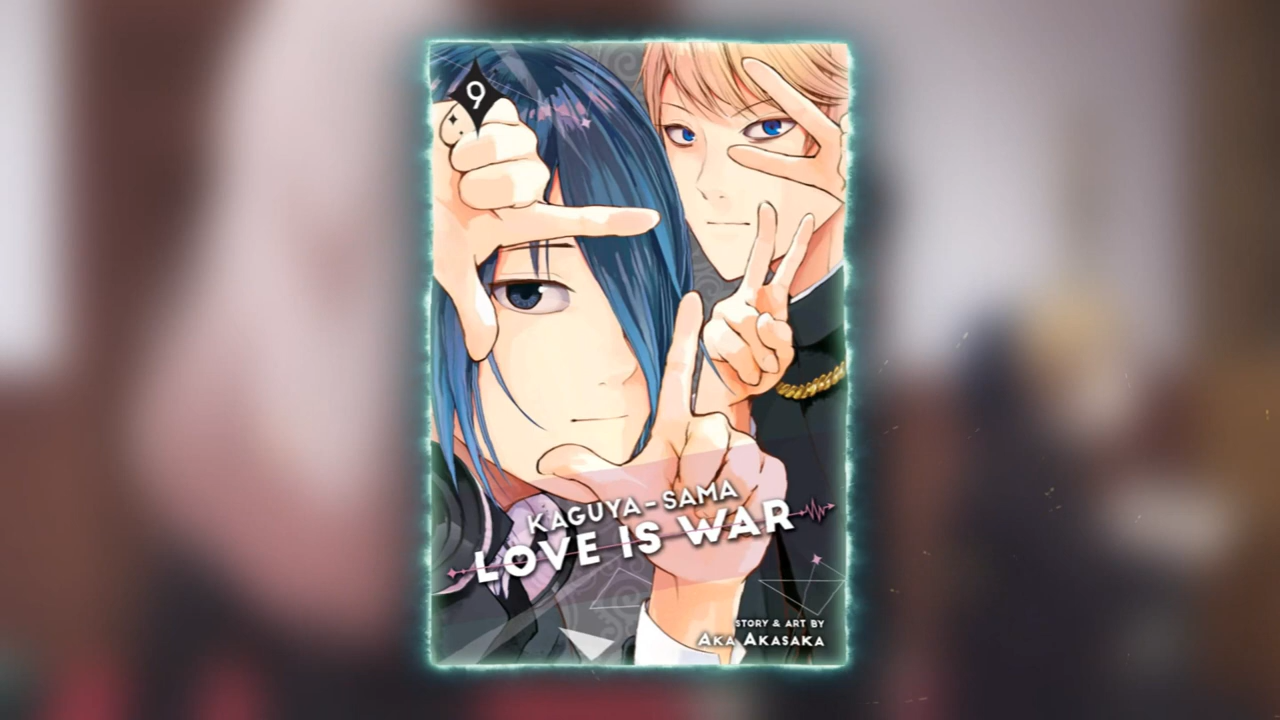 9
KAGUYA-SAMA
LOVE IS WAR
STORY & ART BY
AKA AKASAKA